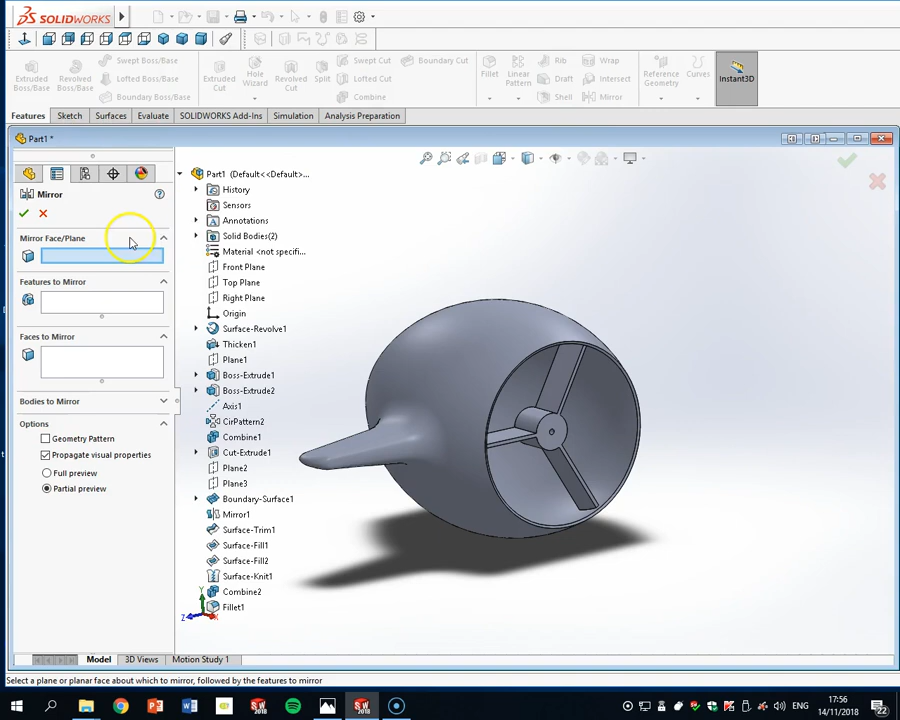 SOLIDWORKS
Extruded Boss/Base
Revolved Boss/Base
Swept Boss/Base
Lofted Boss/Base
Boundary Boss/Base
Extruded Cut
Hole Wizard
Revolved Cut
Split
Swept Cut
Lofted Cut
Combine
Boundary Cut
Fillet
Linear Pattern
Rib
Draft
Shell
Wrap
Intersect
Mirror
Reference Geometry
Curves
Instant3D
Features
Sketch
Surfaces
Evaluate
SOLIDWORKS Add-Ins
Simulation
Analysis Preparation
Part1 *
Mirror
Mirror Face/Plane
Features to Mirror
Faces to Mirror
Bodies to Mirror
Options
Geometry Pattern
Propagate visual properties
Full preview
Partial preview
Part1 (Default<<Default>...
History
Sensors
Annotations
Solid Bodies(2)
Material <not specifi...
Front Plane
Top Plane
Right Plane
Origin
Surface-Revolve1
Thicken1
Plane1
Boss-Extrude1
Boss-Extrude2
Axis1
CirPattern2
Combine1
Cut-Extrude1
Plane2
Plane3
Boundary-Surface1
Mirror1
Surface-Trim1
Surface-Fill1
Surface-Fill2
Surface-Knit1
Combine2
Fillet1
Y
Z
X
Model
3D Views
Motion Study 1
Select a plane or planar face about which to mirror, followed by the features to mirror
SW
2018
SW
2018
ENG
17:56
14/11/2018
22